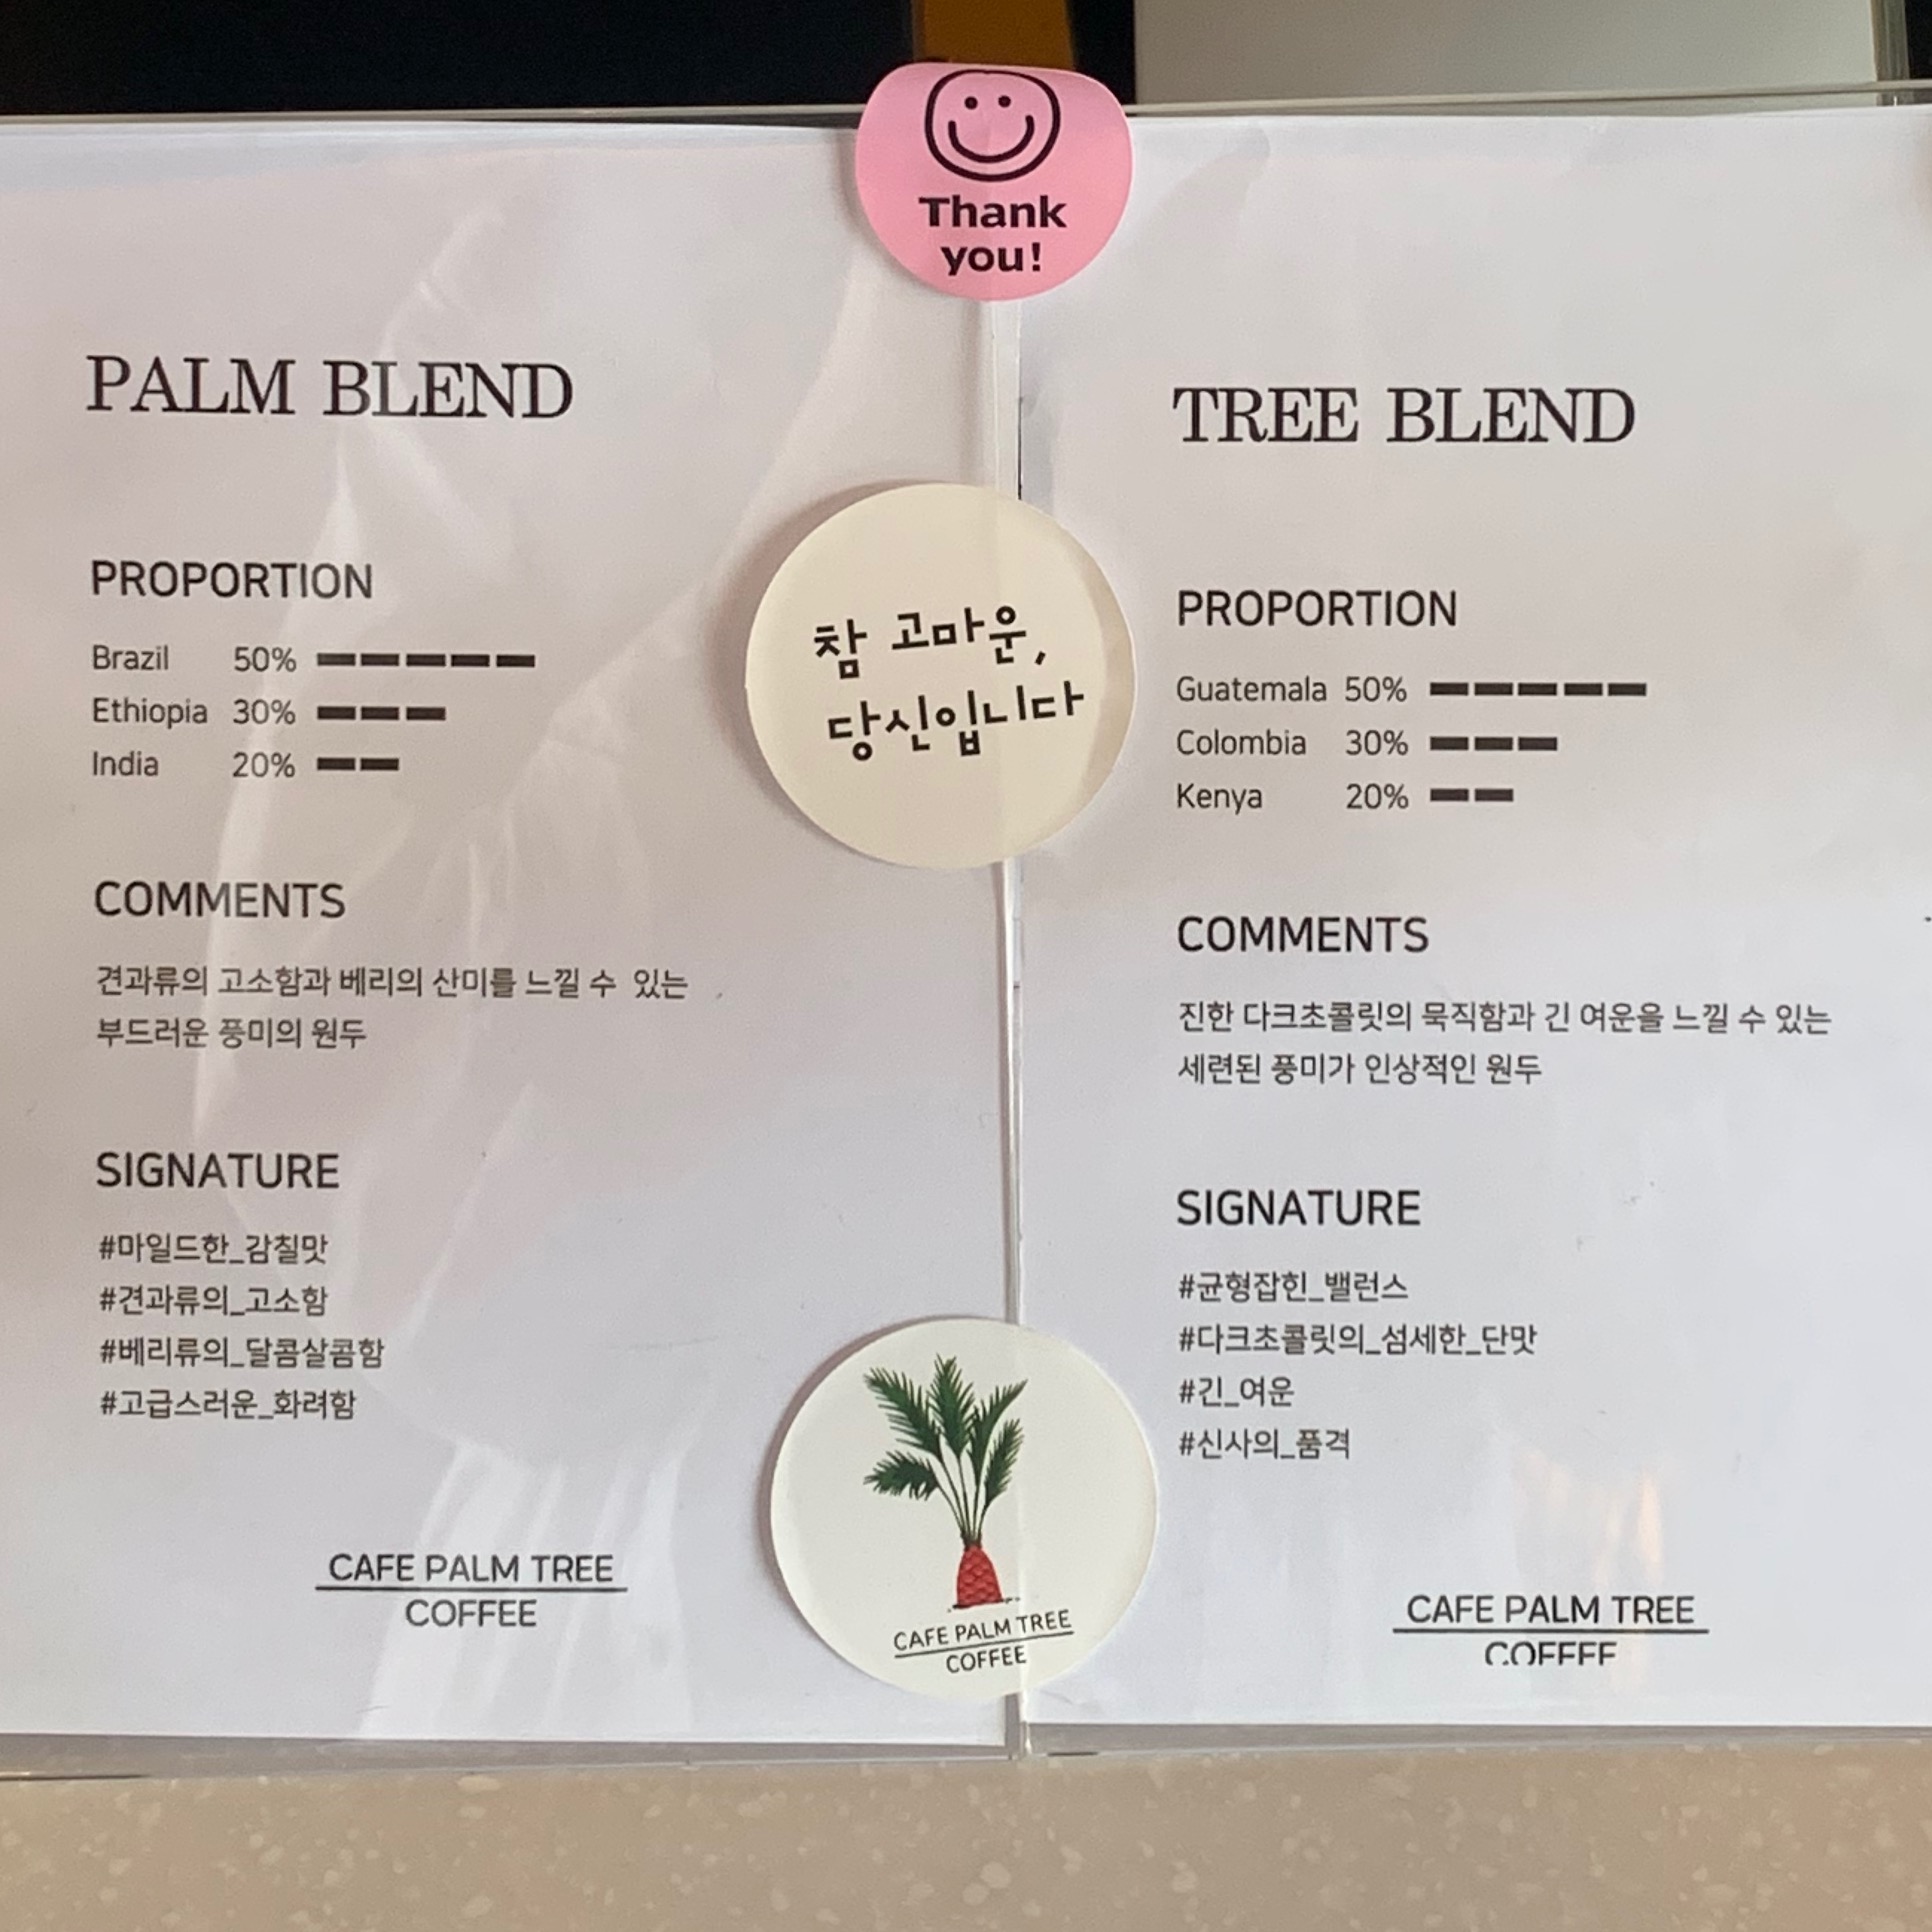 Thank
you!
PALM BLEND
PROPORTION
Brazil 50%
Ethiopia 30%
India 20%
COMMENTS
견과류의 고소함과 베리의 산미를 느낄 수 있는
부드러운 풍미의 원두
SIGNATURE
#마일드한_감칠맛
#견과류의_고소함
#베리류의_달콤살콤함
#고급스러운_화려함
CAFE PALM TREE
COFFEE
참 고마운,
당신입니다
CAFE PALM TREE
COFFEE
TREE BLEND
PROPORTION
Guatemala 50%
Colombia 30%
Kenya 20%
COMMENTS
진한 다크초콜릿의 묵직함과 긴 여운을 느낄 수 있는
세련된 풍미가 인상적인 원두
SIGNATURE
#균형잡힌_밸런스
#다크초콜릿의_섬세한_단맛
#긴_여운
#신사의_품격
CAFE PALM TREE
COFFEE